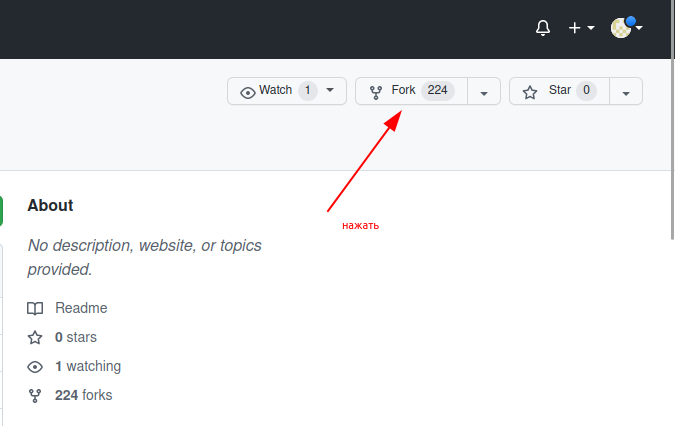 Watch 1
Fork 224
Star 0
нажать
About
No description, website, or topics
provided.
Readme
0 stars
1 watching
224 forks